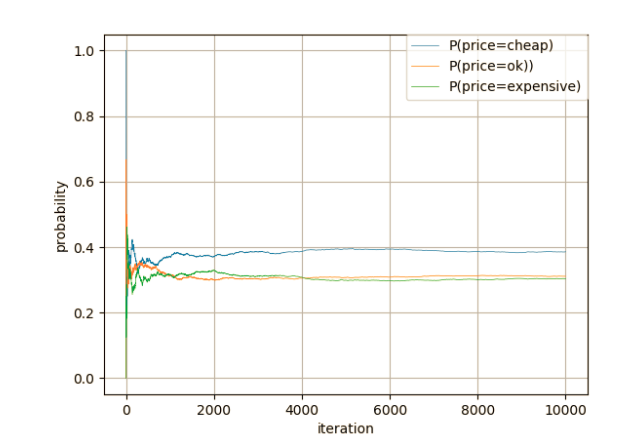 P(price=cheap)
P(price=ok))
P(price=expensive)
1.0
0.8
0.6
0.4
0.2
0.0
probability
0 2000 4000 6000 8000 10000
iteration